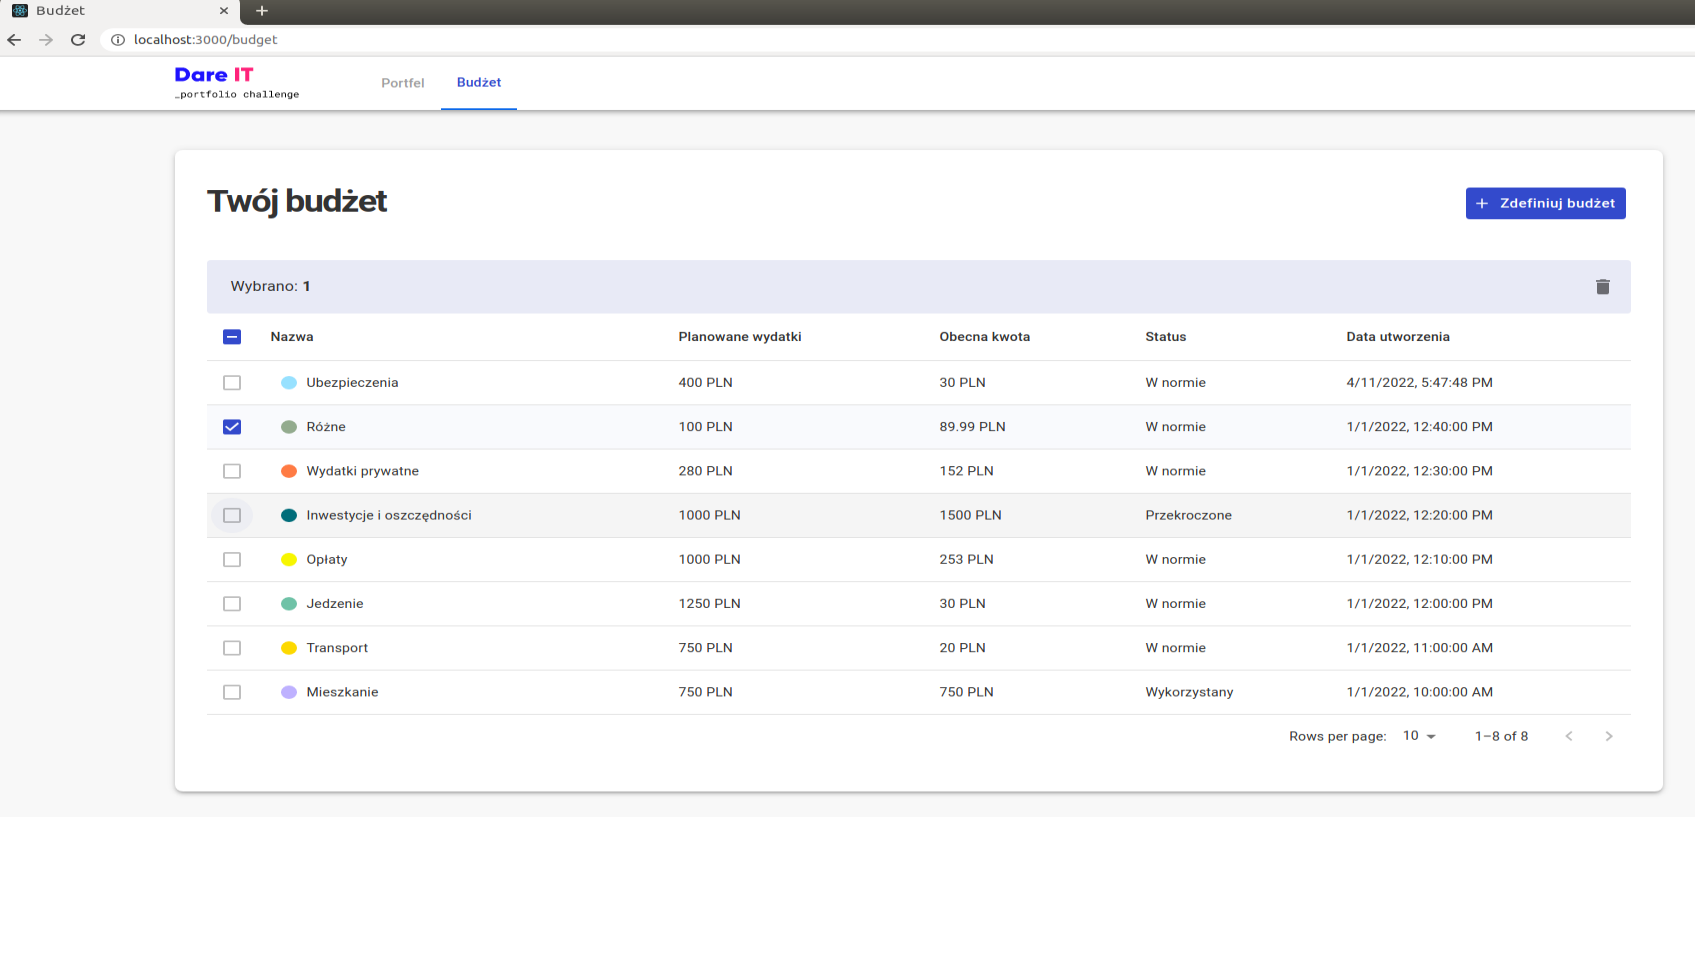 Budżet
localhost:3000/budget
Dare IT
_portfolio challenge
Portfel
Budżet
Twój budżet
Zdefiniuj budżet
Wybrano: 1
Nazwa Planowane wydatki Obecna kwota Status Data utworzenia
Ubezpieczenia 400 PLN 30 PLN W normie 4/11/2022, 5:47:48 PM
Różne 100 PLN 89.99 PLN W normie 1/1/2022, 12:40:00 PM
Wydatki prywatne 280 PLN 152 PLN W normie 1/1/2022, 12:30:00 PM
Inwestycje i oszczędności 1000 PLN 1500 PLN Przekroczone 1/1/2022, 12:20:00 PM
Opłaty 1000 PLN 253 PLN W normie 1/1/2022, 12:10:00 PM
Jedzenie 1250 PLN 30 PLN W normie 1/1/2022, 12:00:00 PM
Transport 750 PLN 20 PLN W normie 1/1/2022, 11:00:00 AM
Mieszkanie 750 PLN 750 PLN Wykorzystany 1/1/2022, 10:00:00 AM
Rows per page: 10 1–8 of 8